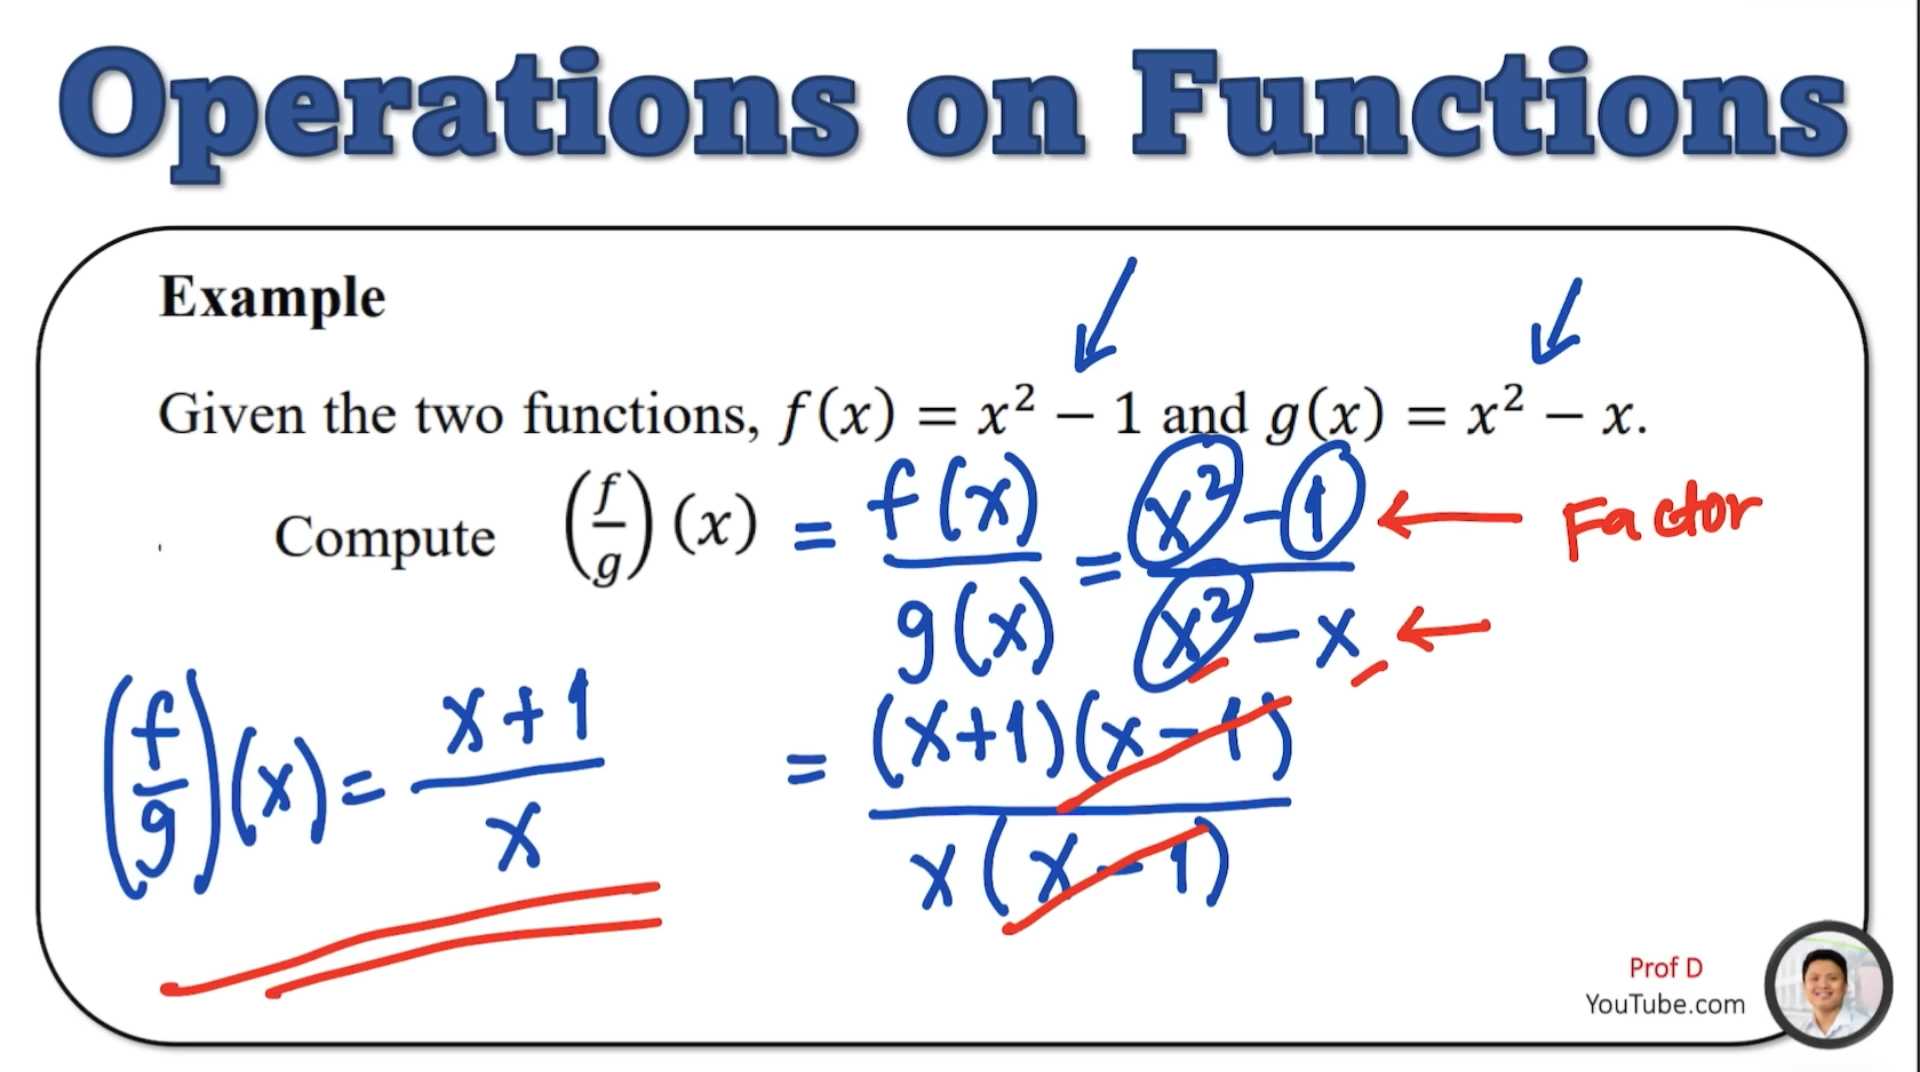 Operations on Functions
Example
Given the two functions, f(x) = x² − 1 and g(x) = x² − x.
Compute (f/g)(x) = f(x)/g(x) = (x² − 1)/(x² − x) ← Factor
←
= (x+1)(x−1)/x(x−1)
(f/g)(x) = (x+1)/x
Prof D
YouTube.com